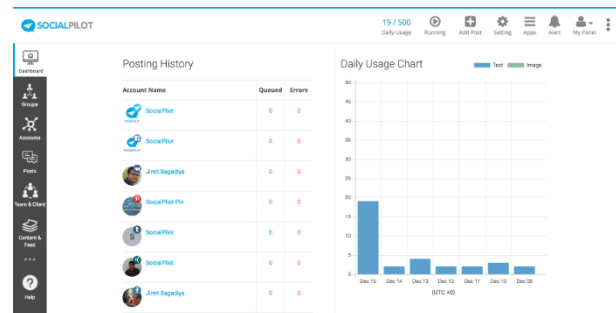 SOCIALPILOT
19 / 500
Daily Usage
Running
Add Post
Setting
Apps
Alert
My Panel
Dashboard
Groups
Accounts
Posts
Team & Client
Content & Feed
Help
Posting History
Account Name Queued Errors
SocialPilot 0 0
SocialPilot 0 0
Jimit Bagadiya 0 0
SocialPilot-Pin 0 0
SocialPilot 0 0
SocialPilot 0 0
Jimit Bagadiya 0 0
Daily Usage Chart
Text Image
45
40
35
30
25
20
15
10
5
0
Dec 15 Dec 14 Dec 13 Dec 12 Dec 11 Dec 10 Dec 09
(UTC +0)